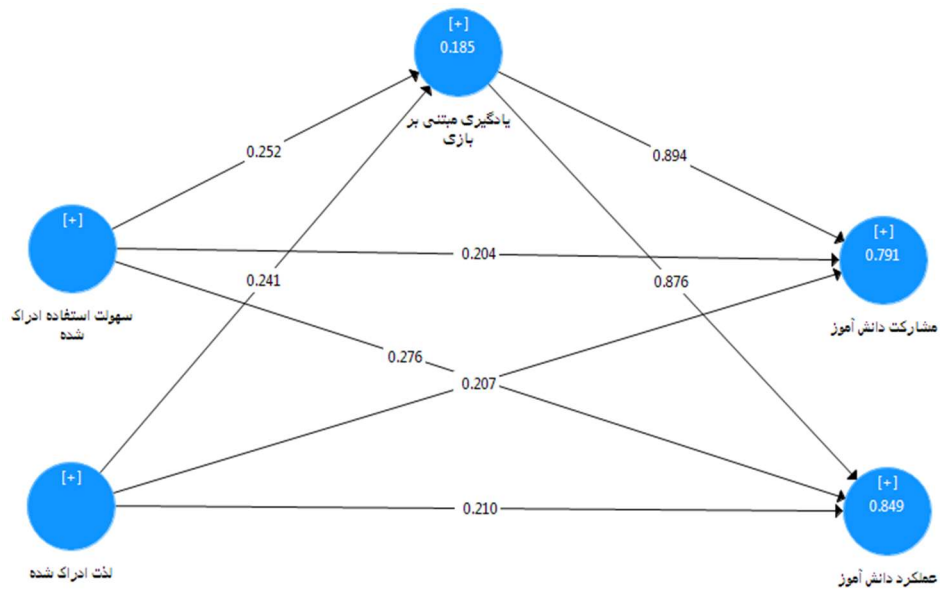 [+]
0.185
یادگیری مبتنی بر
بازی
0.252
0.894
[+]
[+]
0.791
0.204
0.241
0.876
سهولت استفاده ادراک
شده
مشارکت دانش آموز
0.276
0.207
[+]
[+]
0.849
0.210
لذت ادراک شده
عملکرد دانش آموز